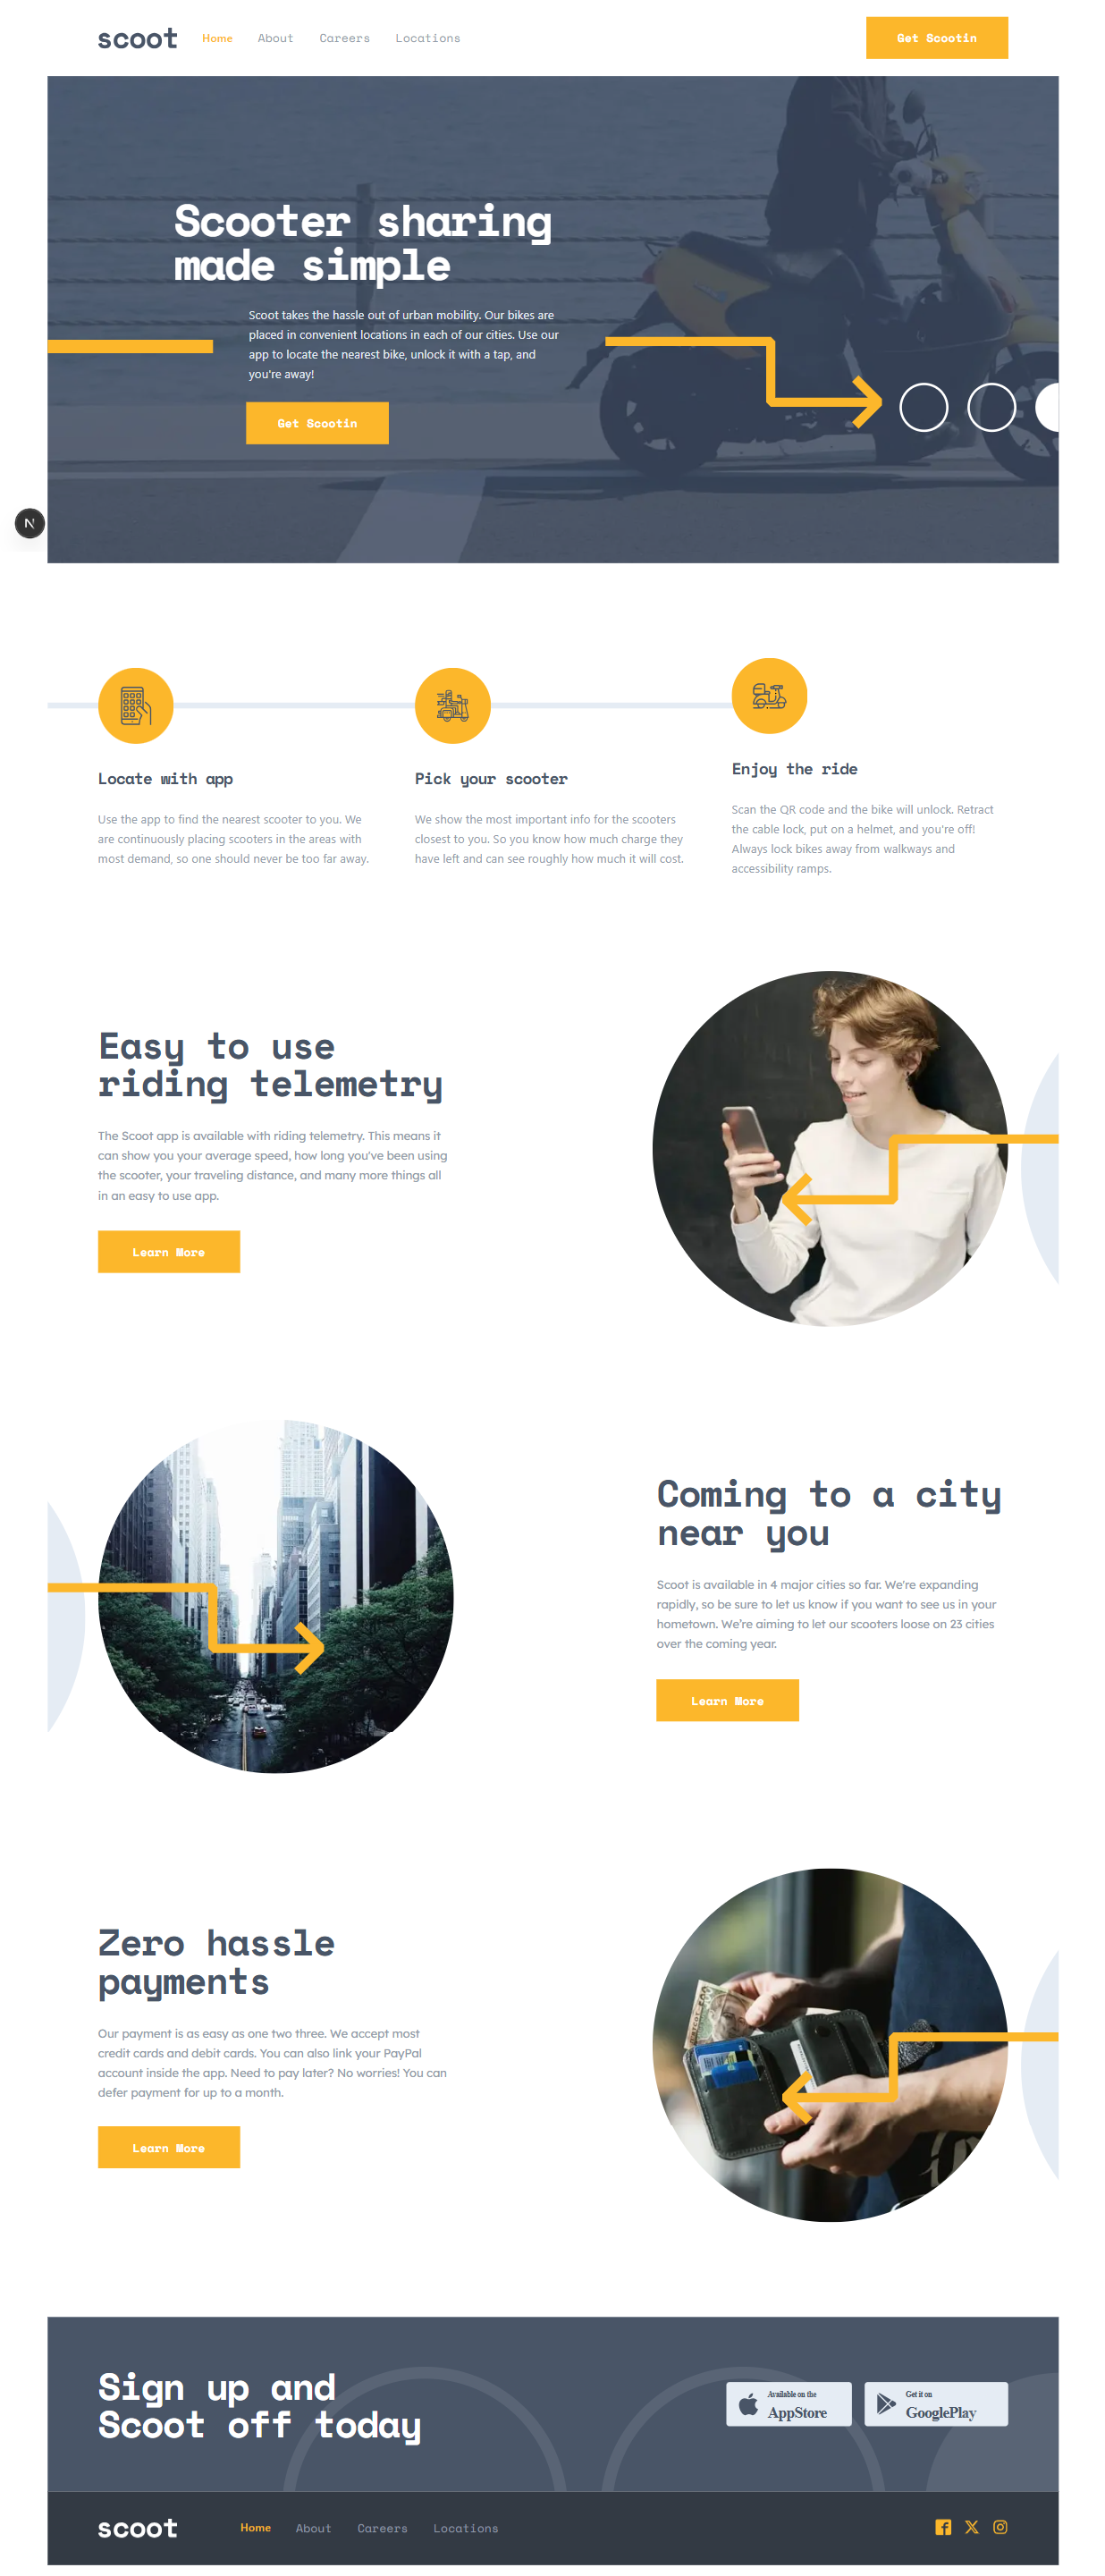 scoot Home About Careers Locations Get Scootin
Scooter sharing
made simple
Scoot takes the hassle out of urban mobility. Our bikes are
placed in convenient locations in each of our cities. Use our
app to locate the nearest bike, unlock it with a tap, and
you're away!
Get Scootin
N
Locate with app
Use the app to find the nearest scooter to you. We
are continuously placing scooters in the areas with
most demand, so one should never be too far away.
Pick your scooter
We show the most important info for the scooters
closest to you. So you know how much charge they
have left and can see roughly how much it will cost.
Enjoy the ride
Scan the QR code and the bike will unlock. Retract
the cable lock, put on a helmet, and you're off!
Always lock bikes away from walkways and
accessibility ramps.
Easy to use
riding telemetry
The Scoot app is available with riding telemetry. This means it
can show you your average speed, how long you've been using
the scooter, your traveling distance, and many more things all
in an easy to use app.
Learn More
Coming to a city
near you
Scoot is available in 4 major cities so far. We're expanding
rapidly, so be sure to let us know if you want to see us in your
hometown. We're aiming to let our scooters loose on 23 cities
over the coming year.
Learn More
Zero hassle
payments
Our payment is as easy as one two three. We accept most
credit cards and debit cards. You can also link your PayPal
account inside the app. Need to pay later? No worries! You can
defer payment for up to a month.
Learn More
Sign up and
Scoot off today
Available on the
AppStore
Get it on
GooglePlay
scoot Home About Careers Locations